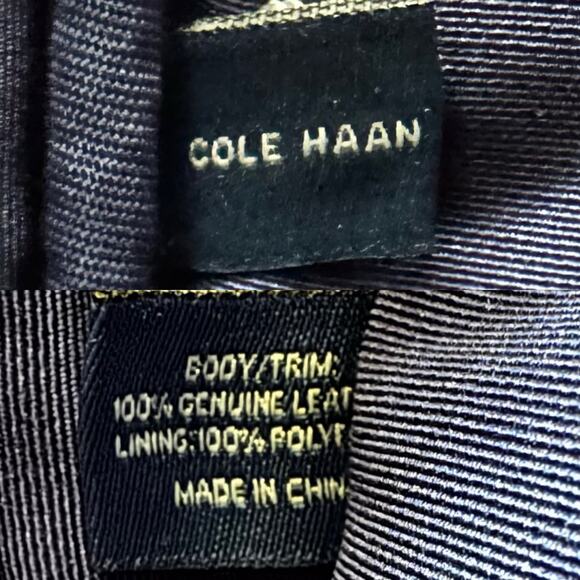 COLE HAAN
BODY/TRIM:
100% GENUINE LEAT
LINING:100% POLYE
MADE IN CHIN